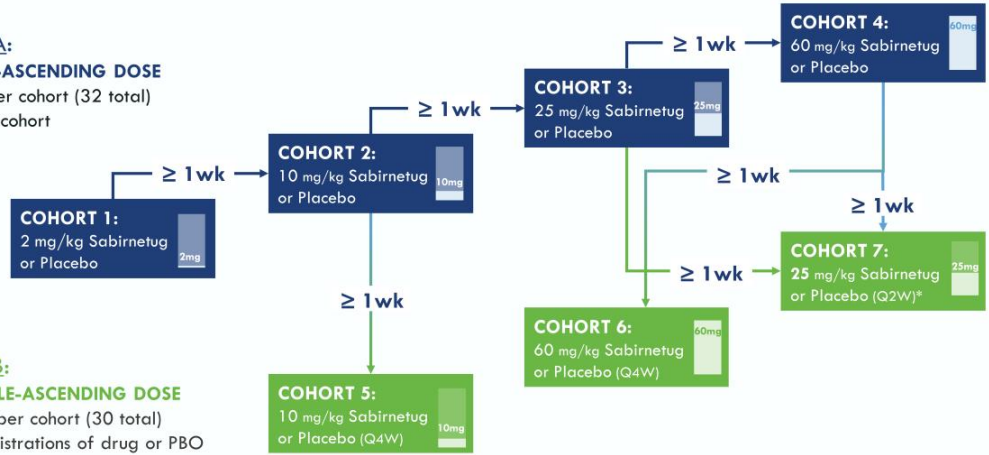 A:
-ASCENDING DOSE
per cohort (32 total)
cohort
COHORT 1:
2 mg/kg Sabirnetug
or Placebo
2mg
≥ 1wk
COHORT 2:
10 mg/kg Sabirnetug
or Placebo
10mg
≥ 1wk
COHORT 3:
25 mg/kg Sabirnetug
or Placebo
25mg
≥ 1wk
COHORT 4:
60 mg/kg Sabirnetug
or Placebo
60mg
≥ 1wk
≥ 1wk
≥ 1wk
≥ 1wk
COHORT 7:
25 mg/kg Sabirnetug
or Placebo (Q2W)*
25mg
COHORT 6:
60 mg/kg Sabirnetug
or Placebo (Q4W)
60mg
COHORT 5:
10 mg/kg Sabirnetug
or Placebo (Q4W)
10mg
:
LE-ASCENDING DOSE
per cohort (30 total)
istrations of drug or PBO